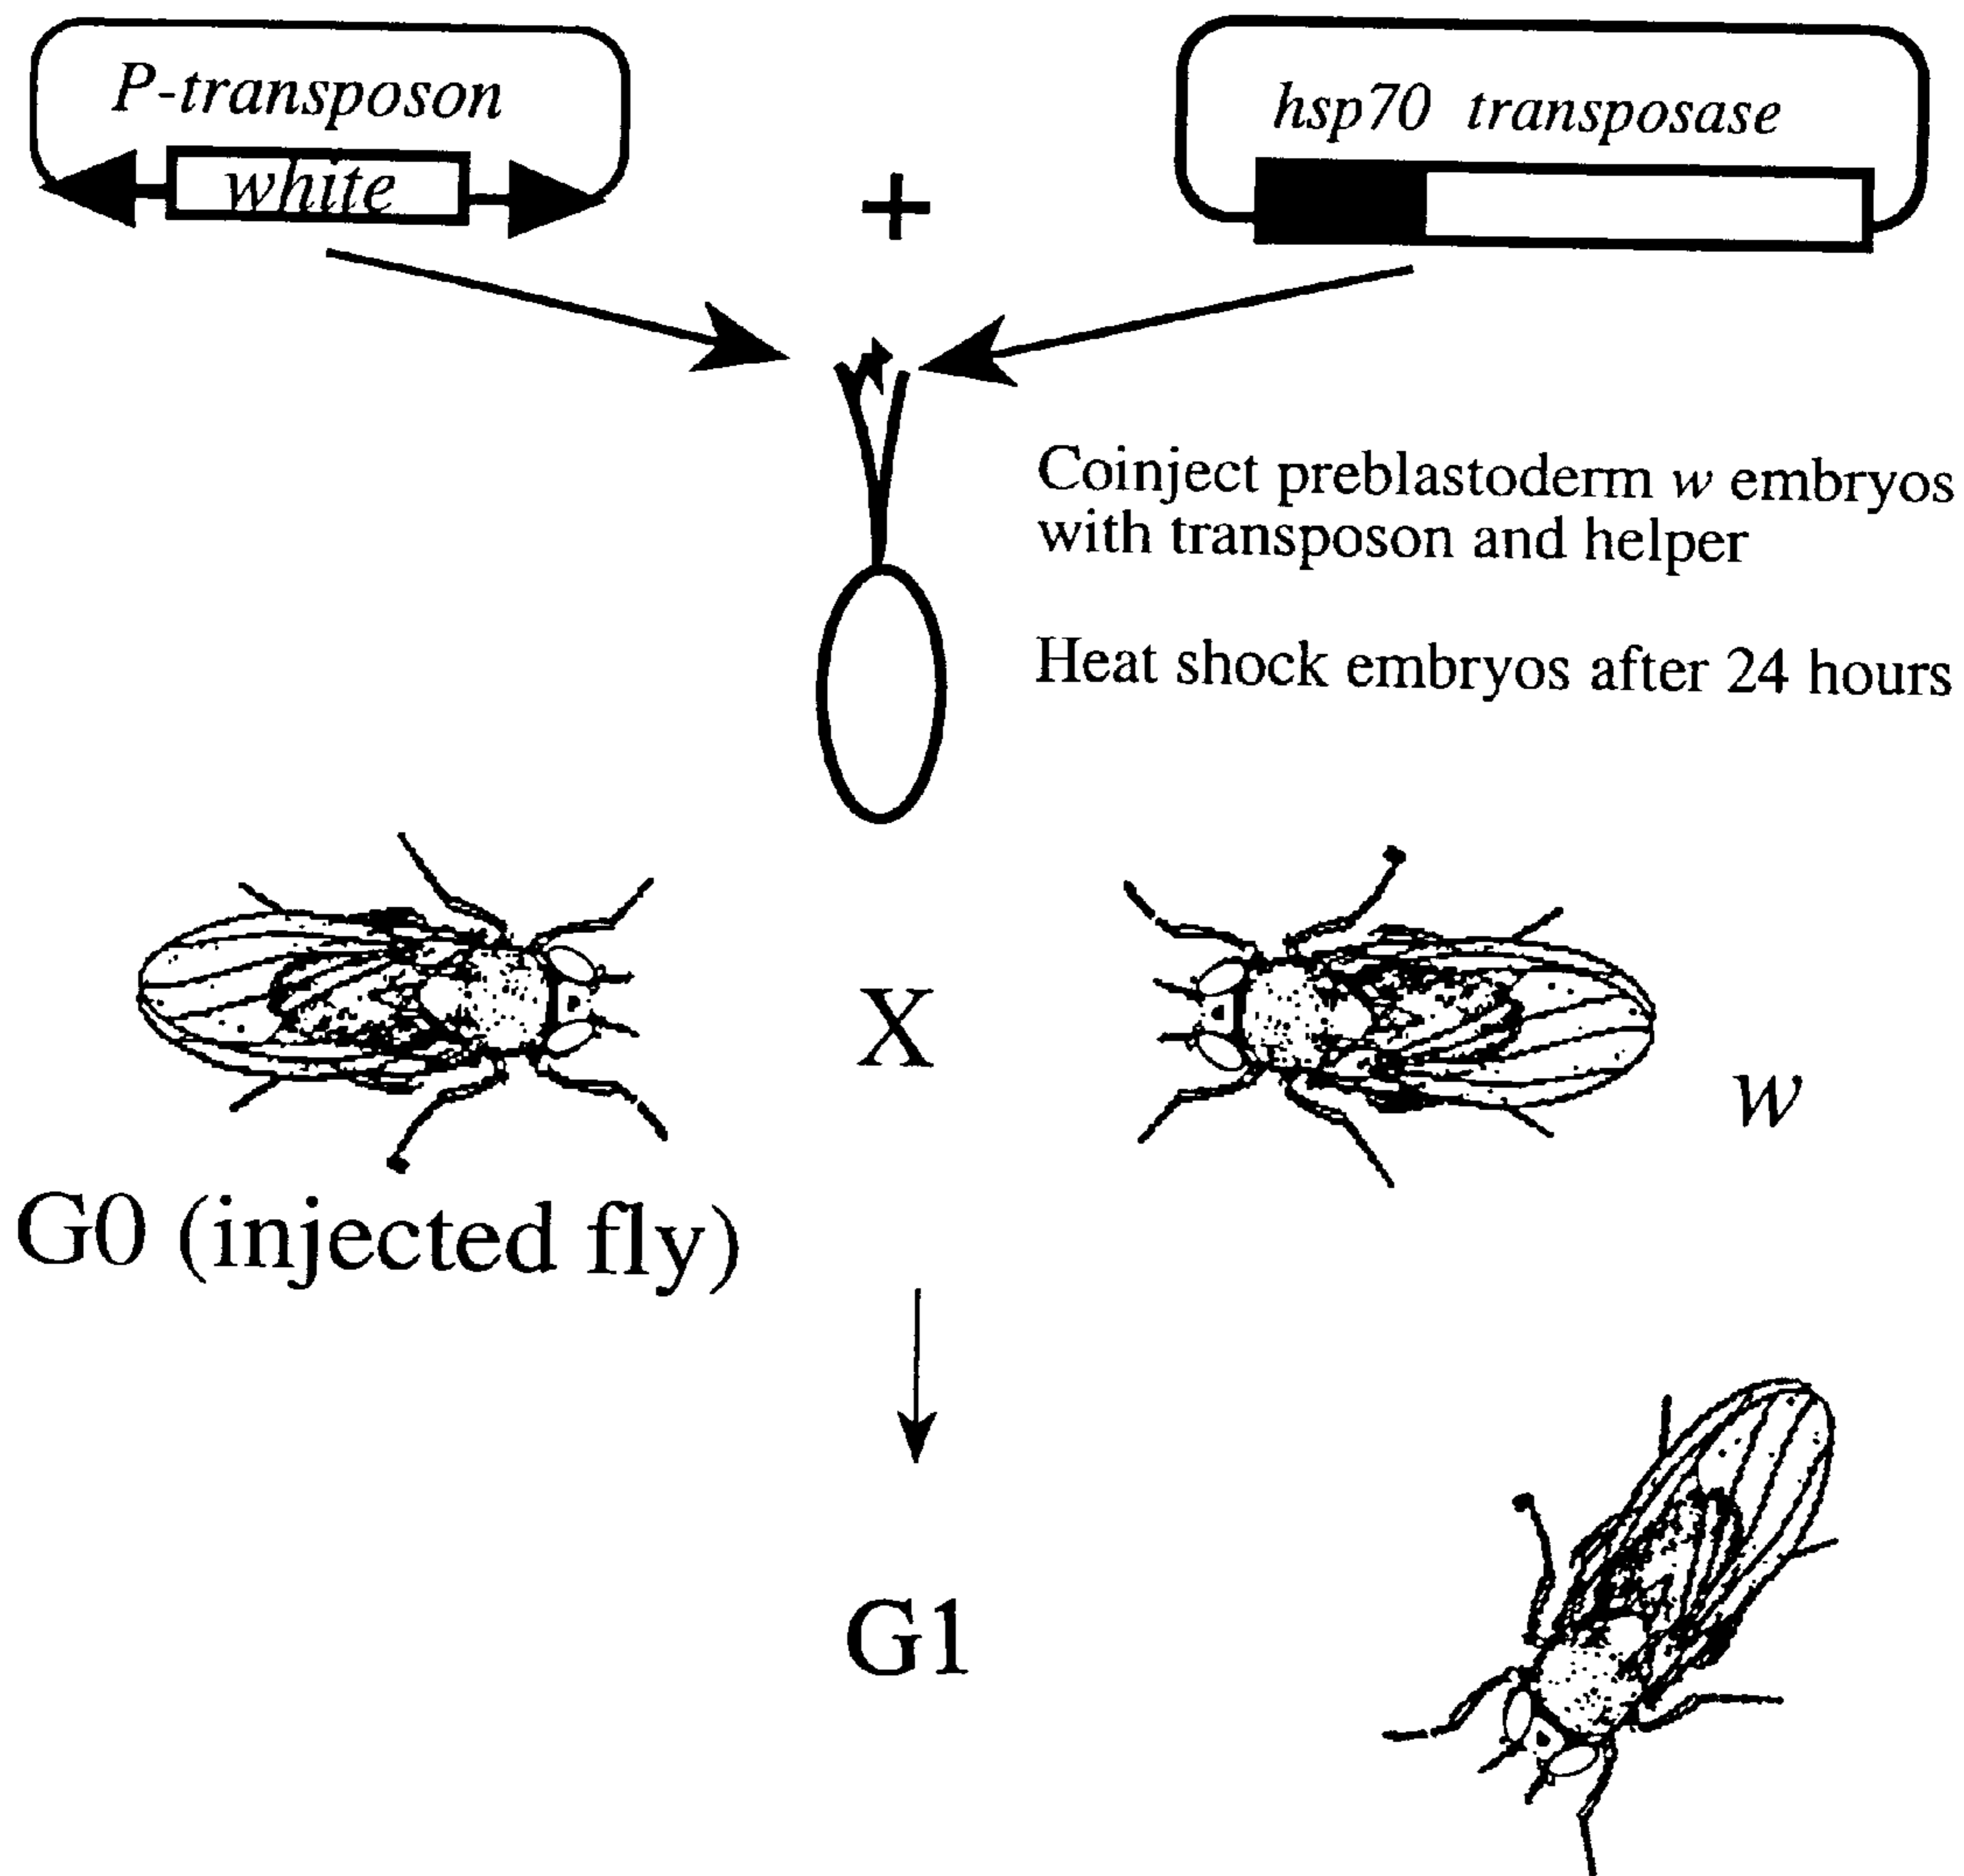 P-transposon
white
+
hsp70 transposase
Coinject preblastoderm w embryos
with transposon and helper
Heat shock embryos after 24 hours
X
w
G0 (injected fly)
G1